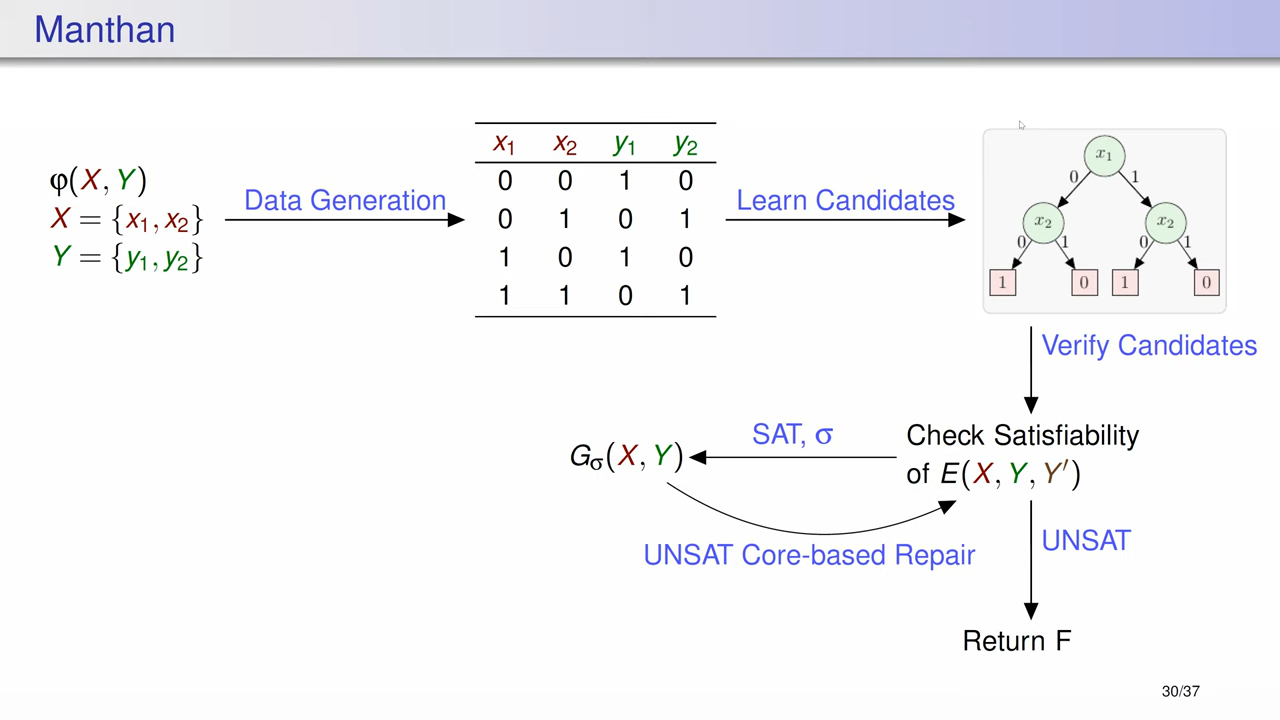 Manthan
φ(X, Y)
X = {x₁, x₂}
Y = {y₁, y₂}
Data Generation
x₁ x₂ y₁ y₂
0 0 1 0
0 1 0 1
1 0 1 0
1 1 0 1
Learn Candidates
x₁
0 1
x₂ x₂
0 1 0 1
1 0 1 0
Verify Candidates
Check Satisfiability
of E(X, Y, Y′)
SAT, σ
G_σ(X, Y)
UNSAT Core-based Repair
UNSAT
Return F
30/37